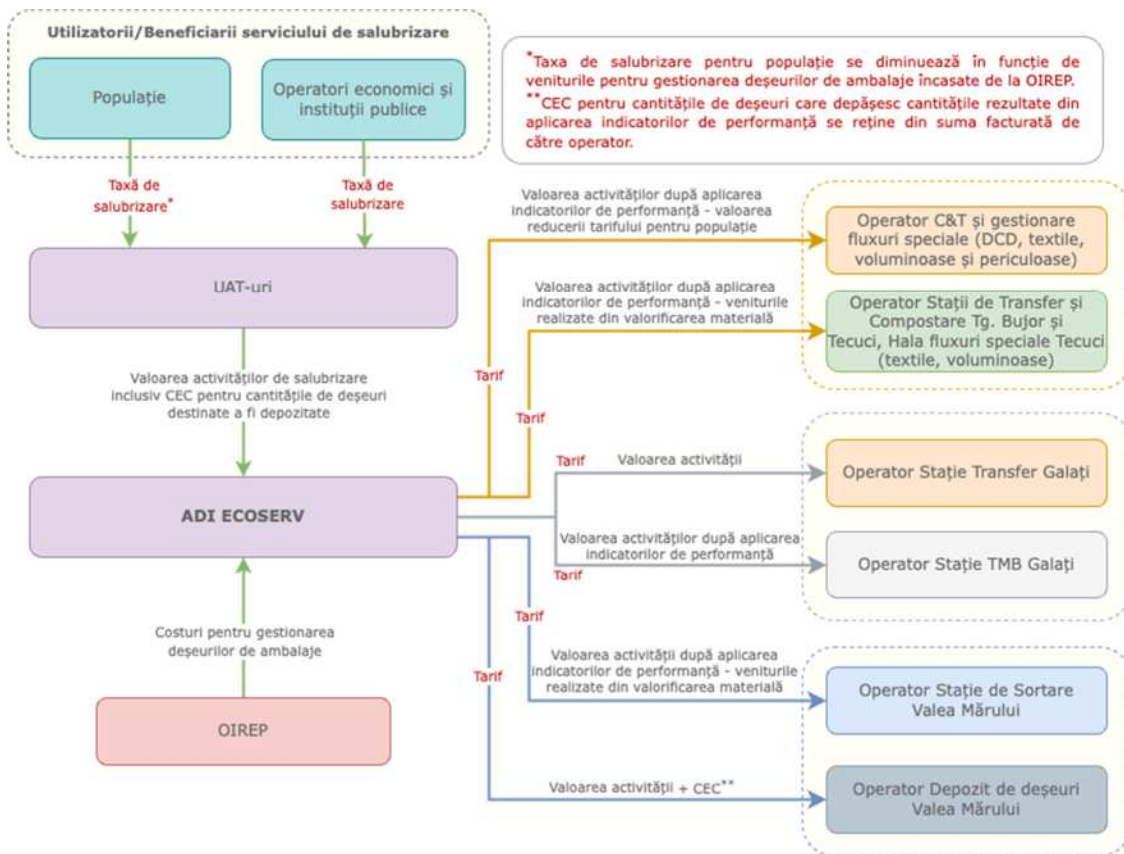 Utilizatorii/Beneficiarii serviciului de salubrizare
Populație
Operatori economici și
instituții publice
*Taxa de salubrizare pentru populație se diminuează în funcție de
veniturile pentru gestionarea deșeurilor de ambalaje încasate de la OIREP.
**CEC pentru cantitățile de deșeuri care depășesc cantitățile rezultate din
aplicarea indicatorilor de performanță se reține din suma facturată de
către operator.
Taxă de
salubrizare*
Taxă de
salubrizare
UAT-uri
Valoarea activităților de salubrizare
inclusiv CEC pentru cantitățile de deșeuri
destinate a fi depozitate
ADI ECOSERV
Costuri pentru gestionarea
deșeurilor de ambalaje
OIREP
Valoarea activităților după aplicarea
indicatorilor de performanță - valoarea
reducerii tarifului pentru populație
Tarif
Operator C&T și gestionare
fluxuri speciale (DCD, textile,
voluminoase și periculoase)
Valoarea activităților după aplicarea
indicatorilor de performanță - veniturile
realizate din valorificarea materială
Tarif
Operator Stații de Transfer și
Compostare Tg. Bujor și
Tecuci, Hala fluxuri speciale Tecuci
(textile, voluminoase)
Tarif
Valoarea activității
Operator Stație Transfer Galați
Valoarea activităților după aplicarea
indicatorilor de performanță
Tarif
Operator Stație TMB Galați
Tarif
Valoarea activității după aplicarea
indicatorilor de performanță - veniturile
realizate din valorificarea materială
Operator Stație de Sortare
Valea Mărului
Tarif
Valoarea activității + CEC**
Operator Depozit de deșeuri
Valea Mărului